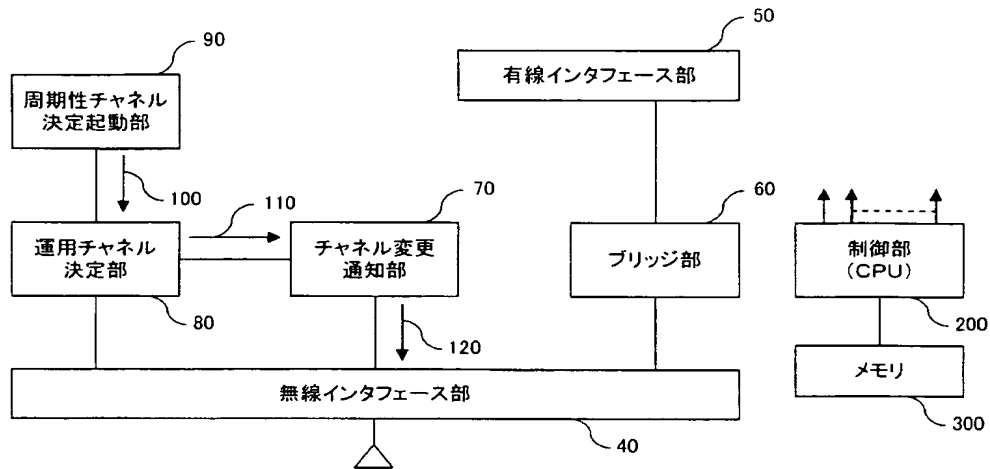 90
周期性チャネル
決定起動部
50
有線インタフェース部
100
110
70
60
運用チャネル
決定部
チャネル変更
通知部
ブリッジ部
制御部
(CPU)
80
120
200
無線インタフェース部
メモリ
40
300